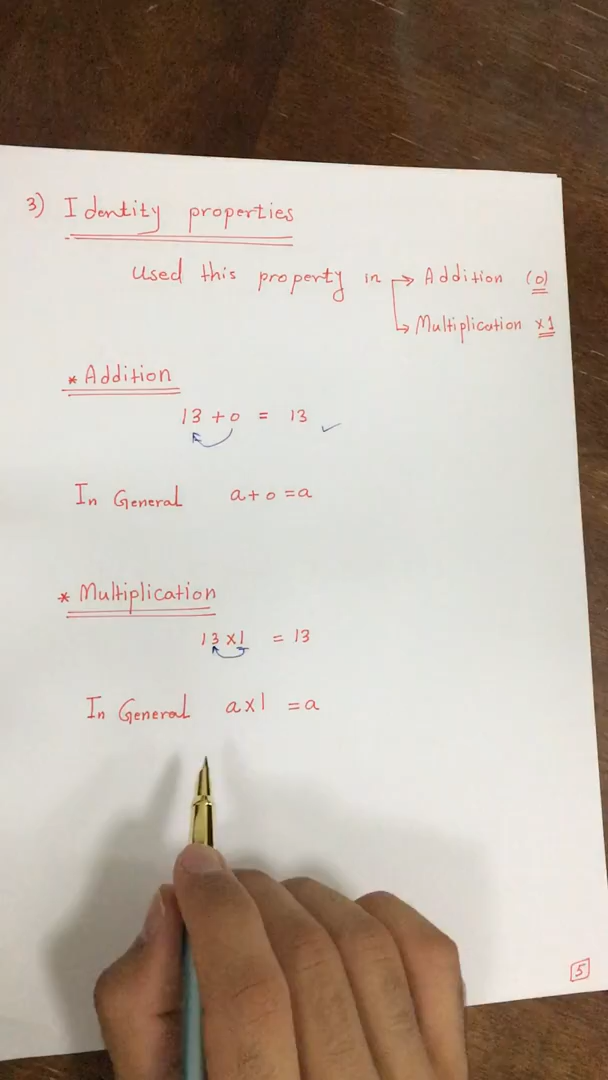 3) Identity properties
Used this property in → Addition (0)
↳ Multiplication x1
* Addition
13 + 0 = 13 ✓
In General a + 0 = a
* Multiplication
13 x 1 = 13
In General a x 1 = a
5